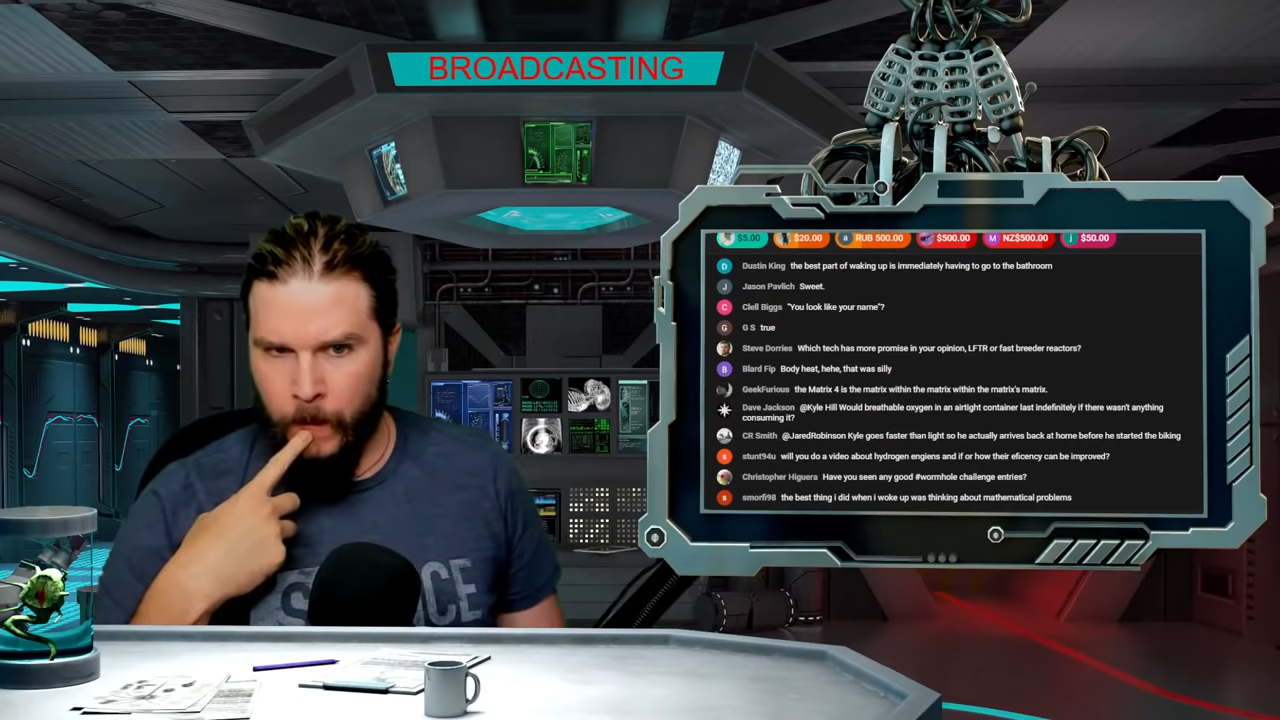 BROADCASTING
$5.00 $20.00 a RUB 500.00 $500.00 M NZ$500.00 i $50.00
D Dustin King the best part of waking up is immediately having to go to the bathroom
J Jason Pavlich Sweet.
C Clell Biggs "You look like your name"?
G G S true
Steve Dorries Which tech has more promise in your opinion, LFTR or fast breeder reactors?
B Blard Fip Body heat, hehe, that was silly
GeekFurious the Matrix 4 is the matrix within the matrix within the matrix's matrix.
Dave Jackson @Kyle Hill Would breathable oxygen in an airtight container last indefinitely if there wasn't anything
consuming it?
CR Smith @JaredRobinson Kyle goes faster than light so he actually arrives back at home before he started the biking
s stunt94u will you do a video about hydrogen engiens and if or how their eficency can be improved?
Christopher Higuera Have you seen any good #wormhole challenge entries?
s smorfi98 the best thing i did when i woke up was thinking about mathematical problems